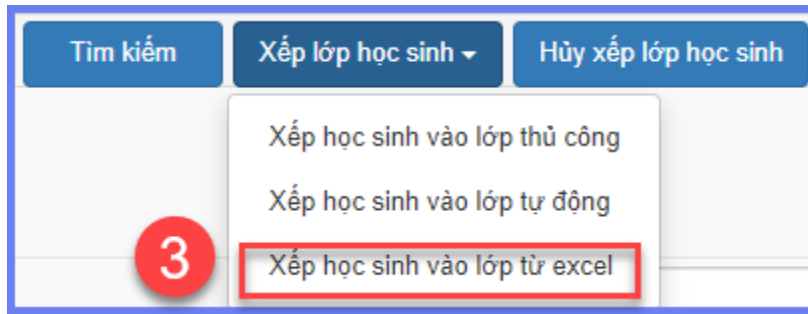 Tìm kiếm Xếp lớp học sinh Hủy xếp lớp học sinh
Xếp học sinh vào lớp thủ công
Xếp học sinh vào lớp tự động
3 Xếp học sinh vào lớp từ excel